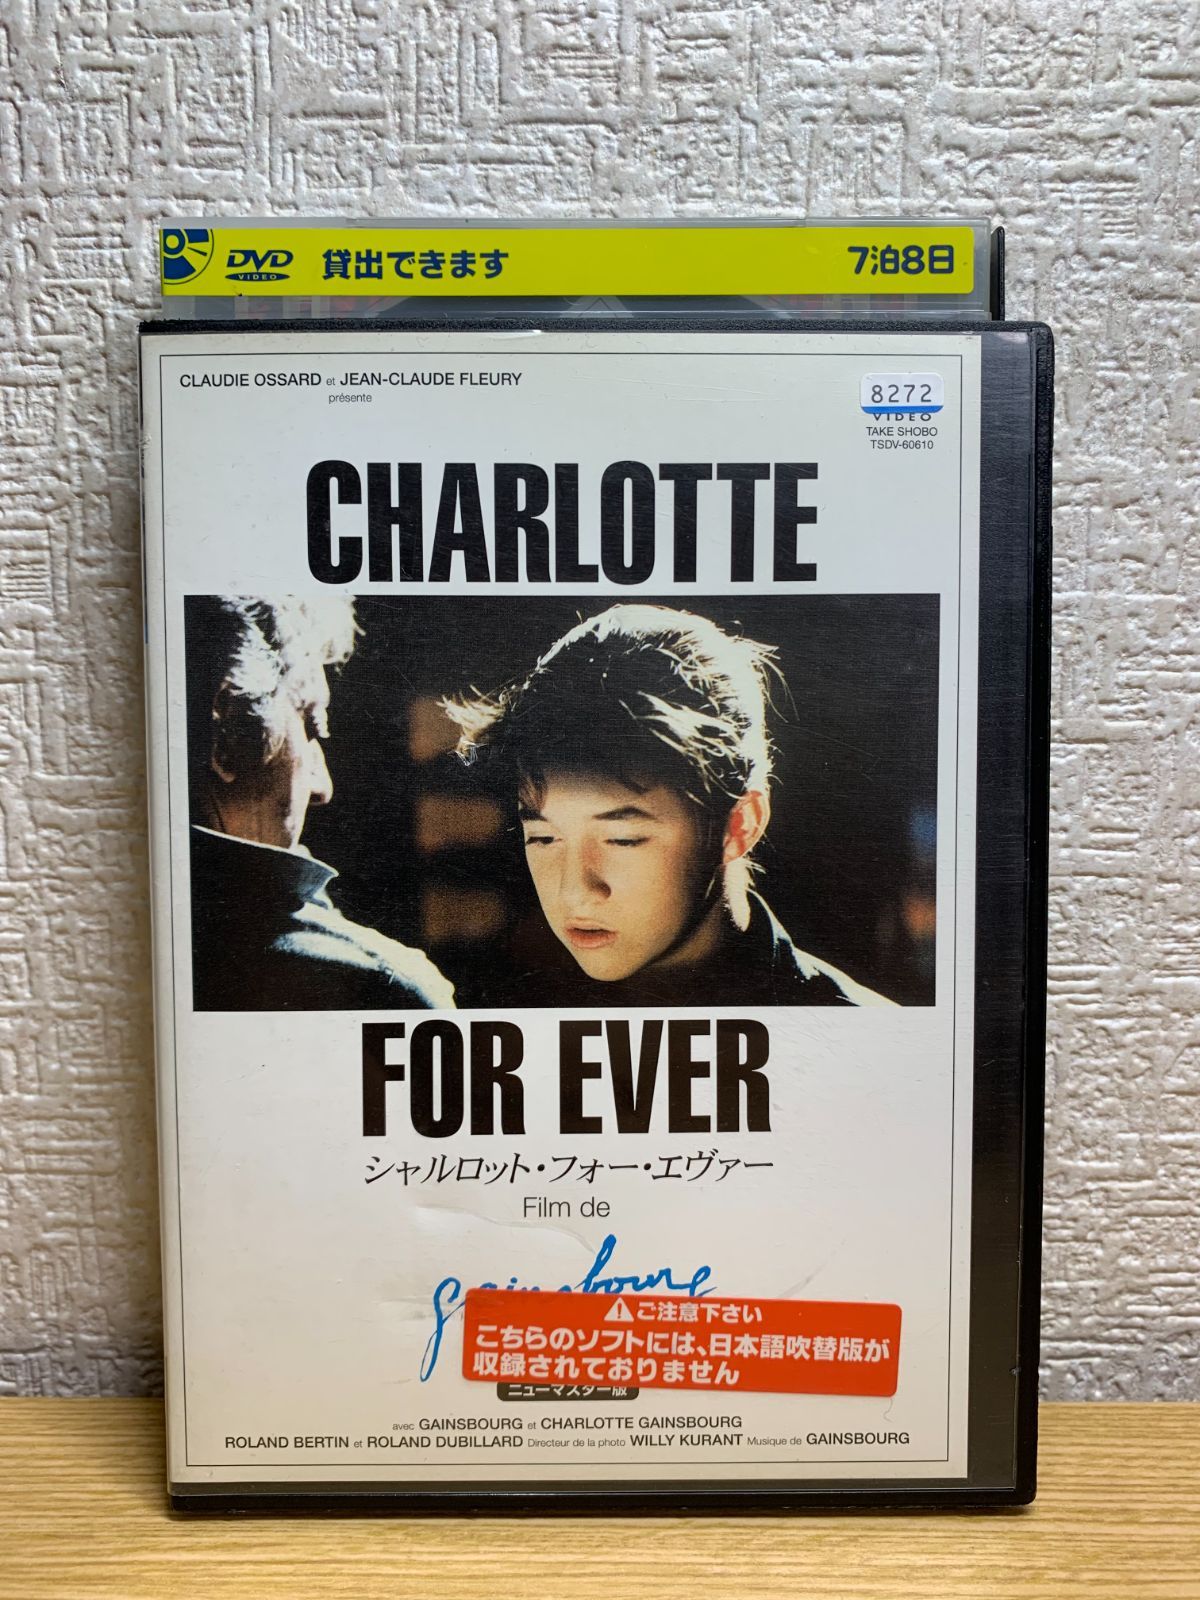 DVD VIDEO 貸出できます 7泊8日
CLAUDIE OSSARD et JEAN-CLAUDE FLEURY
présente
8272
VIDEO
TAKE SHOBO
TSDV-60610
CHARLOTTE
FOR EVER
シャルロット・フォー・エヴァー
Film de
gainsbourg
ご注意下さい
こちらのソフトには、日本語吹替版が
収録されておりません
ニューマスター版
avec GAINSBOURG et CHARLOTTE GAINSBOURG
ROLAND BERTIN et ROLAND DUBILLARD Directeur de la photo WILLY KURANT Musique de GAINSBOURG